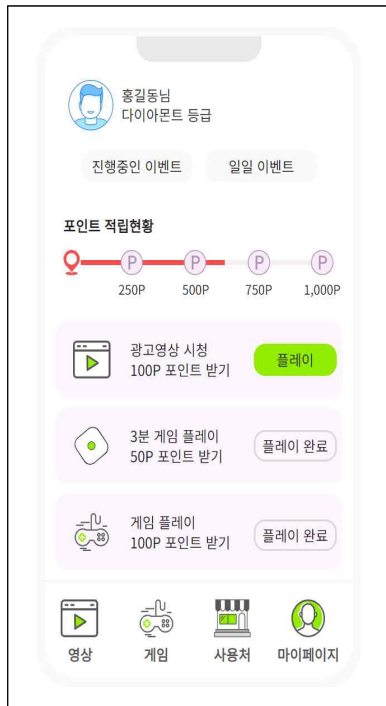 홍길동님
다이아몬트 등급
진행중인 이벤트
일일 이벤트
포인트 적립현황
P P P P
250P 500P 750P 1,000P
광고영상 시청
100P 포인트 받기
플레이
3분 게임 플레이
50P 포인트 받기
플레이 완료
게임 플레이
100P 포인트 받기
플레이 완료
영상 게임 사용처 마이페이지